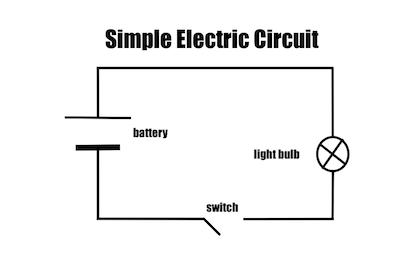 Simple Electric Circuit
battery
light bulb
switch